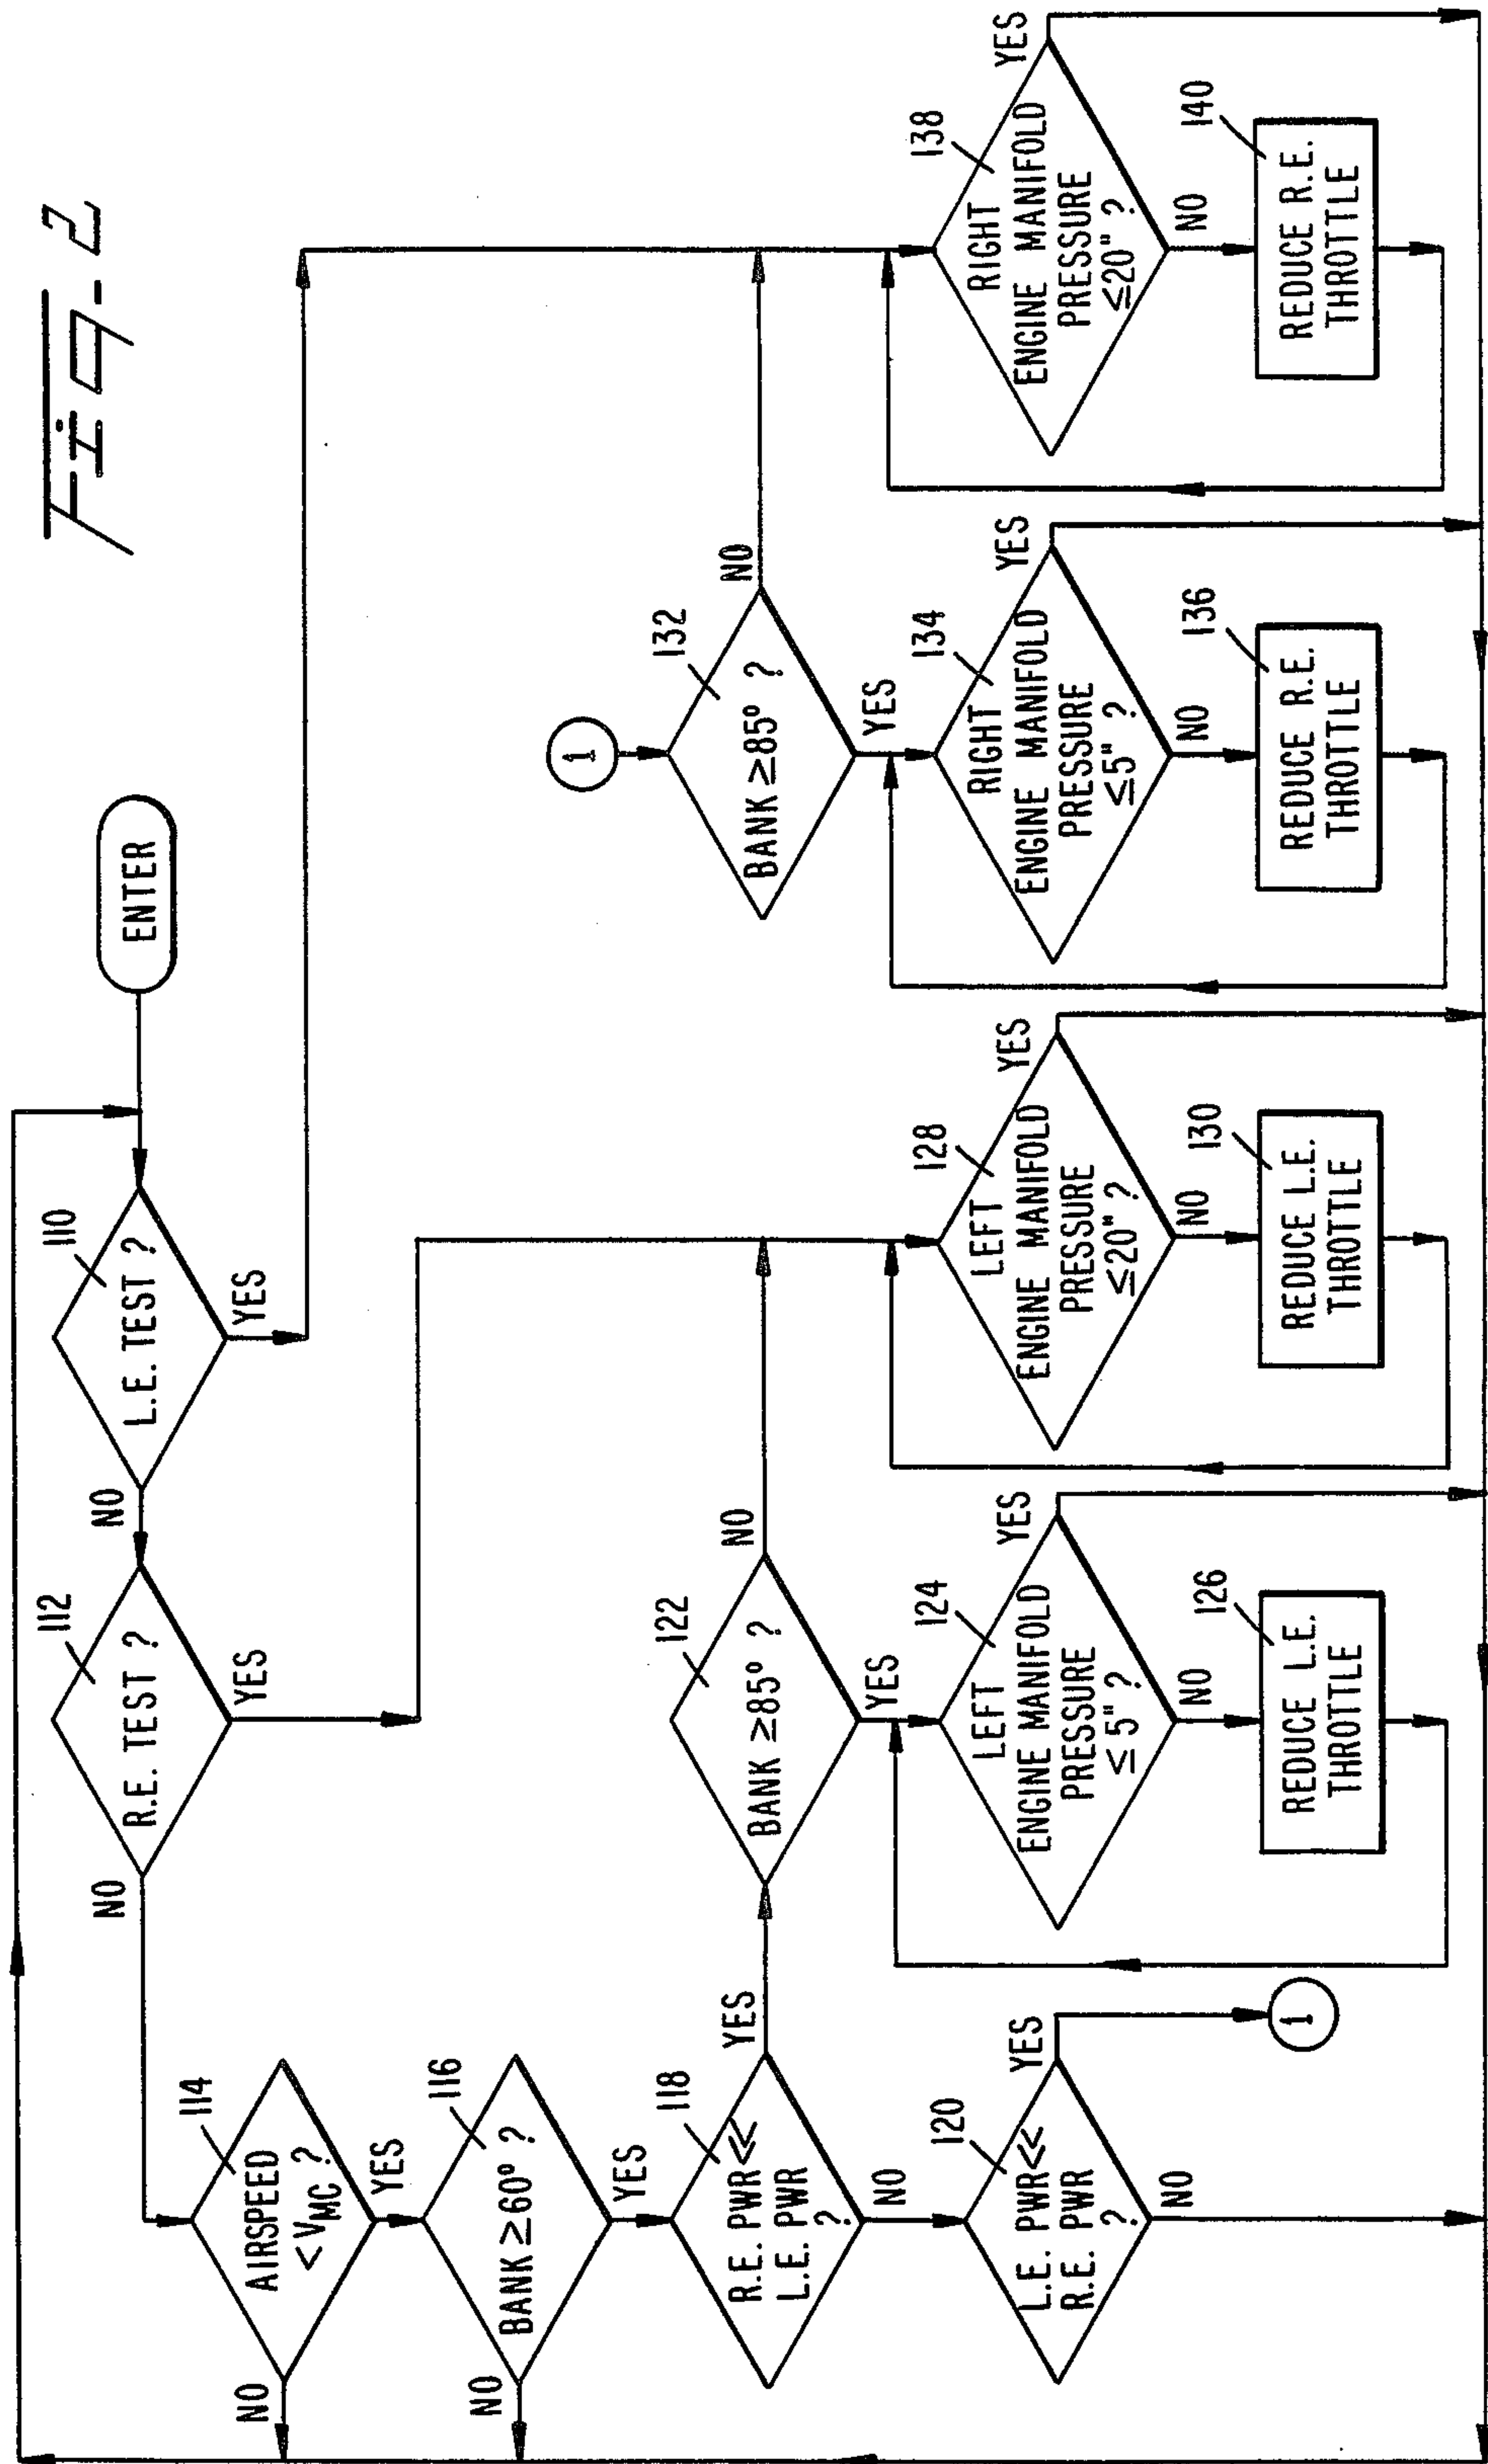 Fig-2
ENTER
110
L.E. TEST ?
YES
NO
112
R.E. TEST ?
YES
NO
114
AIRSPEED
<VMC ?
YES
NO
116
BANK ≥60° ?
YES
NO
118
R.E. PWR≪
L.E. PWR
?
YES
NO
120
L.E. PWR≪
R.E. PWR
?
YES
1
NO
122
BANK ≥85° ?
NO
YES
124
LEFT
ENGINE MANIFOLD
PRESSURE
≤ 5" ?
YES
NO
126
REDUCE L.E.
THROTTLE
128
LEFT
ENGINE MANIFOLD
PRESSURE
≤20" ?
YES
NO
130
REDUCE L.E.
THROTTLE
1
132
BANK ≥85° ?
NO
YES
134
RIGHT
ENGINE MANIFOLD
PRESSURE
≤5" ?
YES
NO
136
REDUCE R.E.
THROTTLE
138
RIGHT
ENGINE MANIFOLD
PRESSURE
≤20" ?
YES
NO
140
REDUCE R.E.
THROTTLE